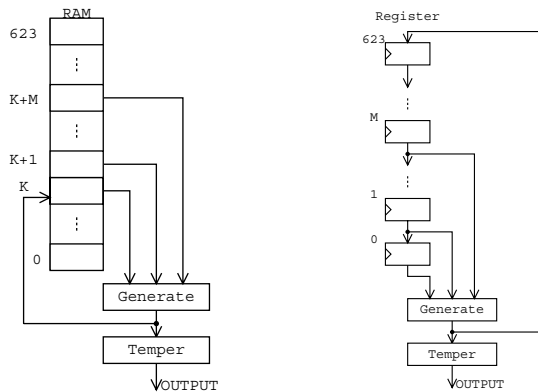 RAM
623
K+M
K+1
K
0
Generate
Temper
OUTPUT
Register
623
M
1
0
Generate
Temper
OUTPUT